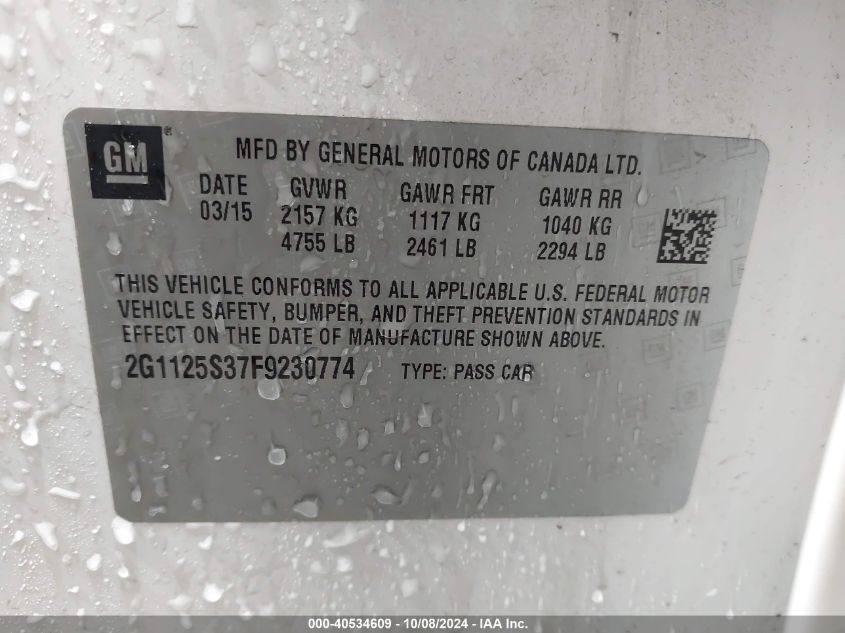 GM®
MFD BY GENERAL MOTORS OF CANADA LTD.
DATE GVWR GAWR FRT GAWR RR
03/15 2157 KG 1117 KG 1040 KG
4755 LB 2461 LB 2294 LB
THIS VEHICLE CONFORMS TO ALL APPLICABLE U.S. FEDERAL MOTOR
VEHICLE SAFETY, BUMPER, AND THEFT PREVENTION STANDARDS IN
EFFECT ON THE DATE OF MANUFACTURE SHOWN ABOVE.
2G1125S37F9230774 TYPE: PASS CAR
000-40534609 - 10/08/2024 - IAA Inc.